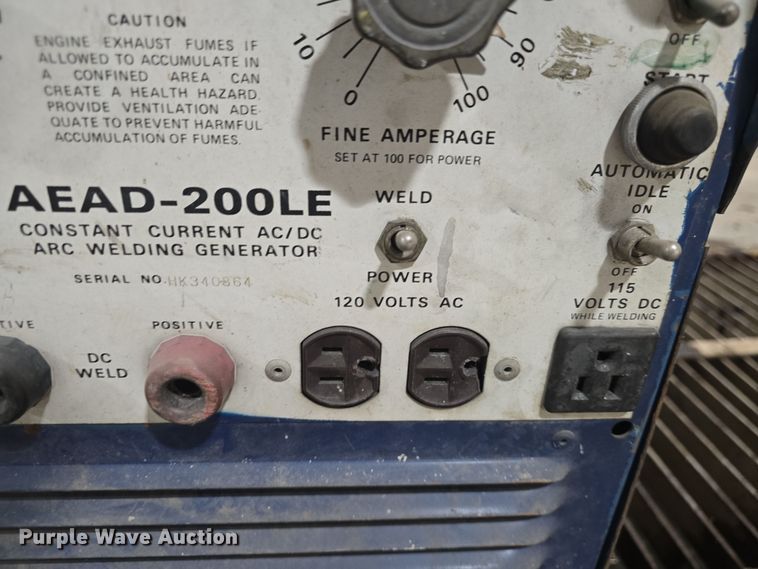 CAUTION
ENGINE EXHAUST FUMES IF
ALLOWED TO ACCUMULATE IN
A CONFINED AREA CAN
CREATE A HEALTH HAZARD.
PROVIDE VENTILATION ADE-
QUATE TO PREVENT HARMFUL
ACCUMULATION OF FUMES.
10
0
90
100
FINE AMPERAGE
SET AT 100 FOR POWER
OFF
START
AEAD-200LE
CONSTANT CURRENT AC/DC
ARC WELDING GENERATOR
SERIAL NO. HK340864
WELD
POWER
120 VOLTS AC
AUTOMATIC
IDLE
ON
OFF
115
VOLTS DC
WHILE WELDING
TIVE
POSITIVE
DC
WELD
Purple Wave Auction